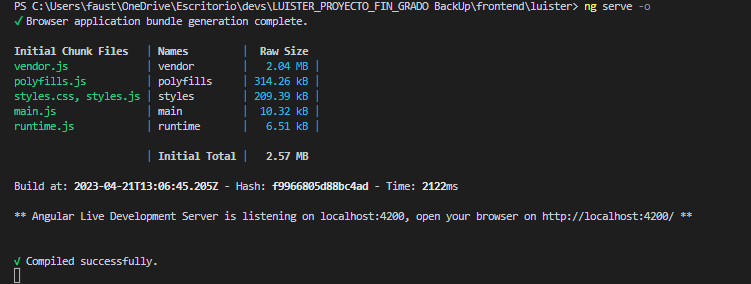 PS C:\Users\faust\OneDrive\Escritorio\devs\LUISTER_PROYECTO_FIN_GRADO BackUp\frontend\luister> ng serve -o
√ Browser application bundle generation complete.
Initial Chunk Files | Names | Raw Size
vendor.js | vendor | 2.04 MB |
polyfills.js | polyfills | 314.26 kB |
styles.css, styles.js | styles | 209.39 kB |
main.js | main | 10.32 kB |
runtime.js | runtime | 6.51 kB |
| Initial Total | 2.57 MB
Build at: 2023-04-21T13:06:45.205Z - Hash: f9966805d88bc4ad - Time: 2122ms
** Angular Live Development Server is listening on localhost:4200, open your browser on http://localhost:4200/ **
√ Compiled successfully.